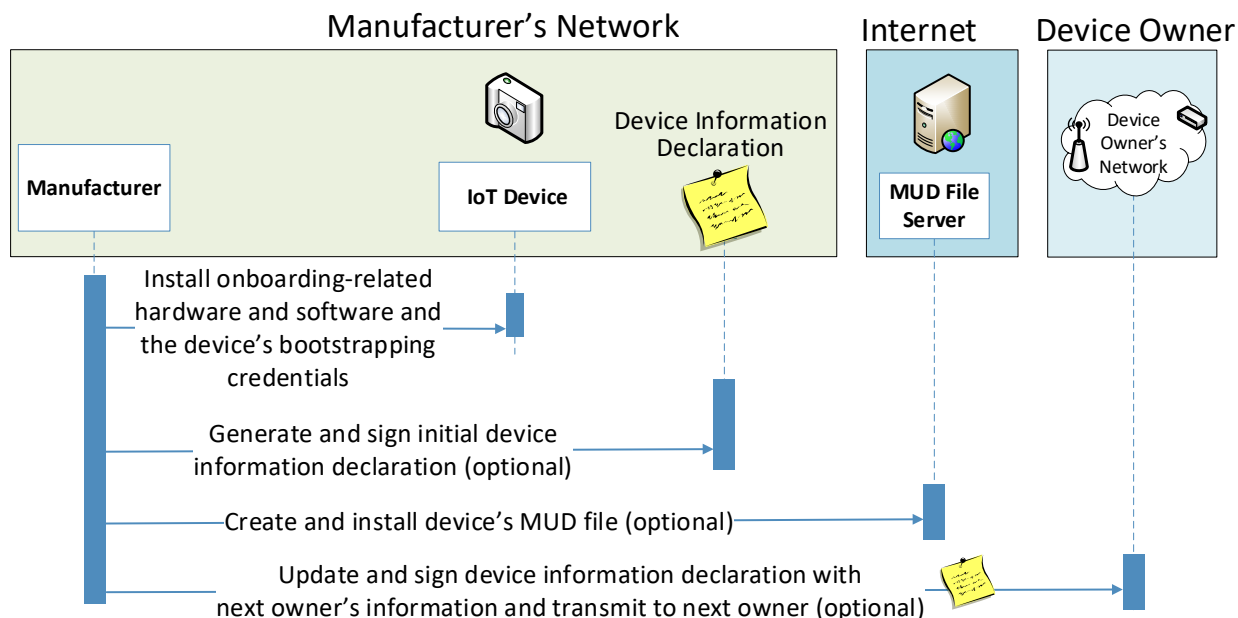 Manufacturer's Network
Internet
Device Owner
Manufacturer
IoT Device
Device Information
Declaration
MUD File
Server
Device
Owner's
Network
Install onboarding-related
hardware and software and
the device's bootstrapping
credentials
Generate and sign initial device
information declaration (optional)
Create and install device's MUD file (optional)
Update and sign device information declaration with
next owner's information and transmit to next owner (optional)